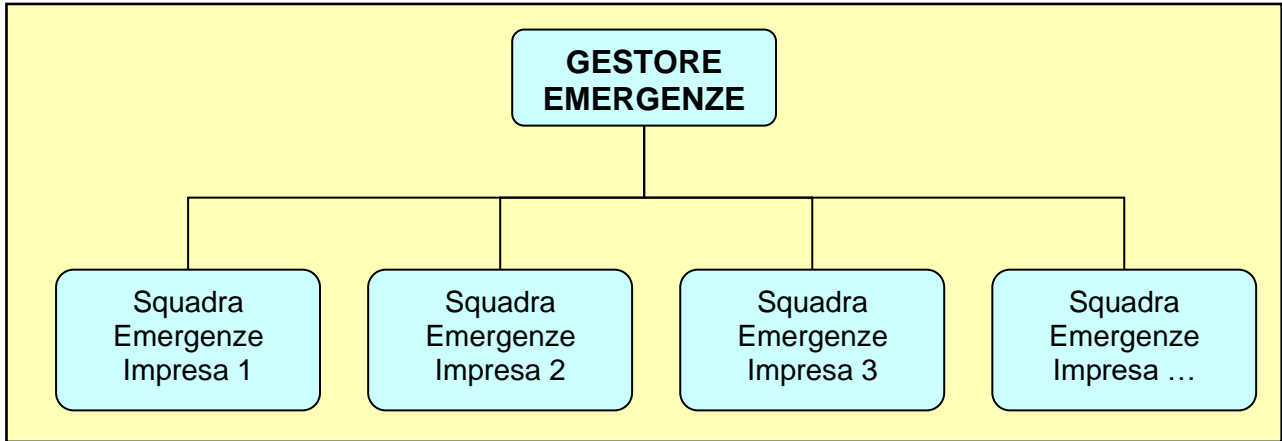 GESTORE
EMERGENZE
Squadra
Emergenze
Impresa 1
Squadra
Emergenze
Impresa 2
Squadra
Emergenze
Impresa 3
Squadra
Emergenze
Impresa …